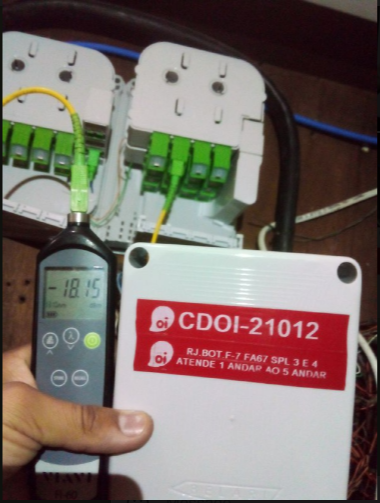 -18.15
oi
CDOI-21012
oi
RJ.BOT F-7 FA67 SPL 3 E 4
ATENDE 1 ANDAR AO 5 ANDAR
VIAVI